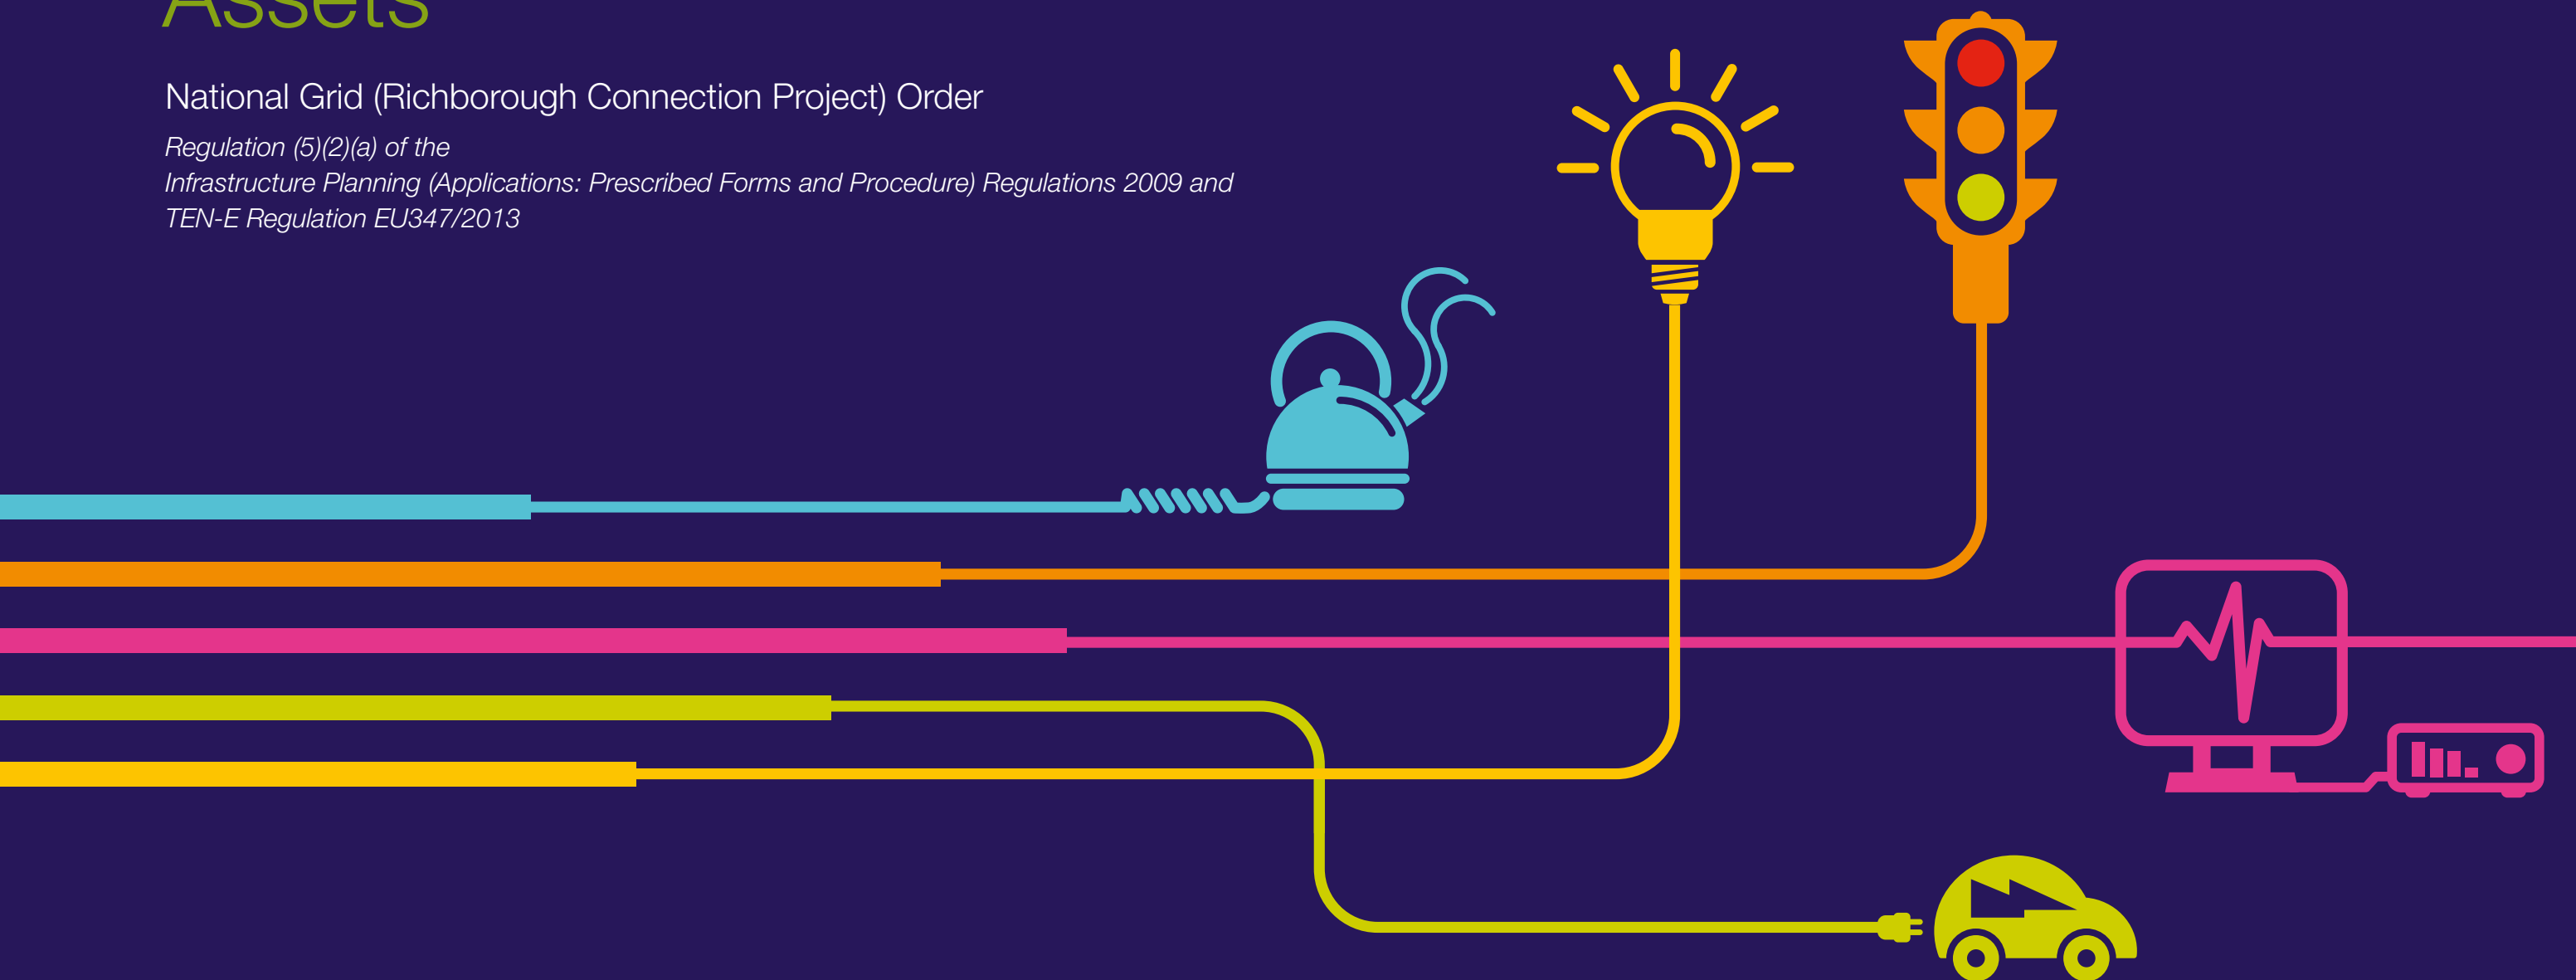 Assets
National Grid (Richborough Connection Project) Order
Regulation (5)(2)(a) of the
Infrastructure Planning (Applications: Prescribed Forms and Procedure) Regulations 2009 and
TEN-E Regulation EU347/2013